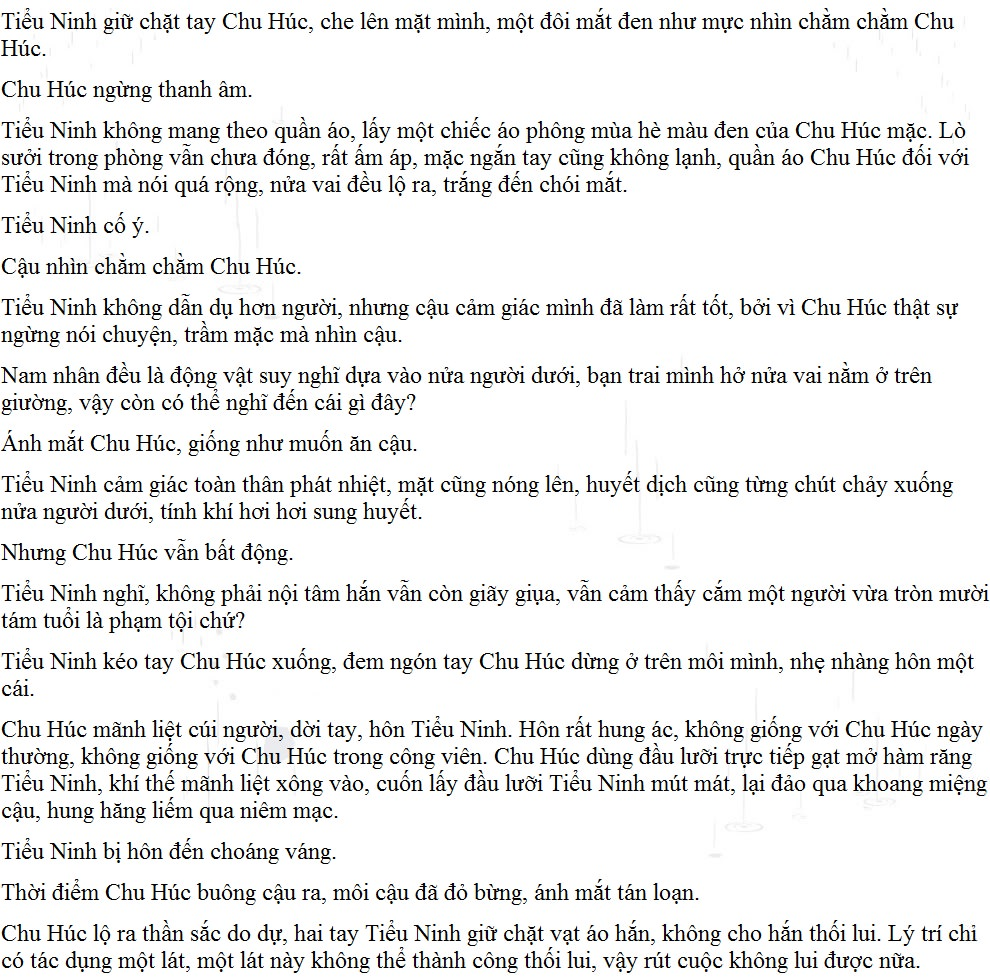 Tiểu Ninh giữ chặt tay Chu Húc, che lên mặt mình, một đôi mắt đen như mực nhìn chằm chằm Chu
Húc.
Chu Húc ngừng thanh âm.
Tiểu Ninh không mang theo quần áo, lấy một chiếc áo phông mùa hè màu đen của Chu Húc mặc. Lò
sưởi trong phòng vẫn chưa đóng, rất ấm áp, mặc ngắn tay cũng không lạnh, quần áo Chu Húc đối với
Tiểu Ninh mà nói quá rộng, nửa vai đều lộ ra, trắng đến chói mắt.
Tiểu Ninh cố ý.
Cậu nhìn chằm chằm Chu Húc.
Tiểu Ninh không dẫn dụ hơn người, nhưng cậu cảm giác mình đã làm rất tốt, bởi vì Chu Húc thật sự
ngừng nói chuyện, trầm mặc mà nhìn cậu.
Nam nhân đều là động vật suy nghĩ dựa vào nửa người dưới, bạn trai mình hở nửa vai nằm ở trên
giường, vậy còn có thể nghĩ đến cái gì đây?
Ánh mắt Chu Húc, giống như muốn ăn cậu.
Tiểu Ninh cảm giác toàn thân phát nhiệt, mặt cũng nóng lên, huyết dịch cũng từng chút chảy xuống
nửa người dưới, tính khí hơi hơi sung huyết.
Nhưng Chu Húc vẫn bất động.
Tiểu Ninh nghĩ, không phải nội tâm hắn vẫn còn giãy giụa, vẫn cảm thấy cắm một người vừa tròn mười
tám tuổi là phạm tội chứ?
Tiểu Ninh kéo tay Chu Húc xuống, đem ngón tay Chu Húc dừng ở trên môi mình, nhẹ nhàng hôn một
cái.
Chu Húc mãnh liệt cúi người, dời tay, hôn Tiểu Ninh. Hôn rất hung ác, không giống với Chu Húc ngày
thường, không giống với Chu Húc trong công viên. Chu Húc dùng đầu lưỡi trực tiếp gạt mở hàm răng
Tiểu Ninh, khí thế mãnh liệt xông vào, cuốn lấy đầu lưỡi Tiểu Ninh mút mát, lại đảo qua khoang miệng
cậu, hung hăng liếm qua niêm mạc.
Tiểu Ninh bị hôn đến choáng váng.
Thời điểm Chu Húc buông cậu ra, môi cậu đã đỏ bừng, ánh mắt tán loạn.
Chu Húc lộ ra thần sắc do dự, hai tay Tiểu Ninh giữ chặt vạt áo hắn, không cho hắn thối lui. Lý trí chỉ
có tác dụng một lát, một lát này không thể thành công thối lui, vậy rút cuộc không lui được nữa.